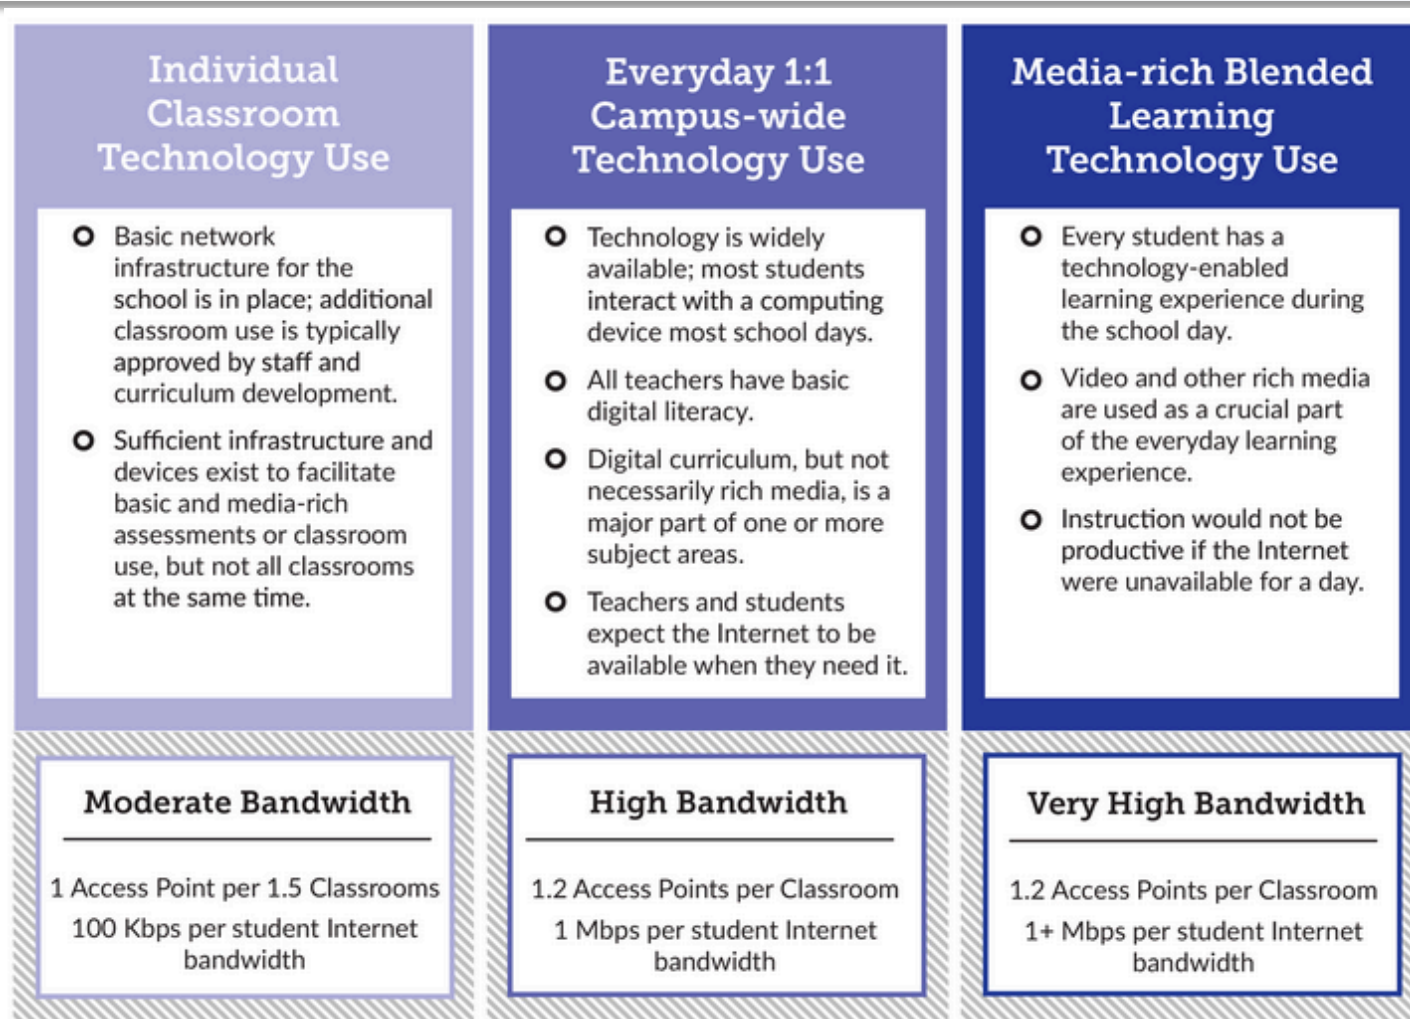 Individual
Classroom
Technology Use
Basic network
infrastructure for the
school is in place; additional
classroom use is typically
approved by staff and
curriculum development.
Sufficient infrastructure and
devices exist to facilitate
basic and media-rich
assessments or classroom
use, but not all classrooms
at the same time.
Moderate Bandwidth
1 Access Point per 1.5 Classrooms
100 Kbps per student Internet
bandwidth
Everyday 1:1
Campus-wide
Technology Use
Technology is widely
available; most students
interact with a computing
device most school days.
All teachers have basic
digital literacy.
Digital curriculum, but not
necessarily rich media, is a
major part of one or more
subject areas.
Teachers and students
expect the Internet to be
available when they need it.
High Bandwidth
1.2 Access Points per Classroom
1 Mbps per student Internet
bandwidth
Media-rich Blended
Learning
Technology Use
Every student has a
technology-enabled
learning experience during
the school day.
Video and other rich media
are used as a crucial part
of the everyday learning
experience.
Instruction would not be
productive if the Internet
were unavailable for a day.
Very High Bandwidth
1.2 Access Points per Classroom
1+ Mbps per student Internet
bandwidth